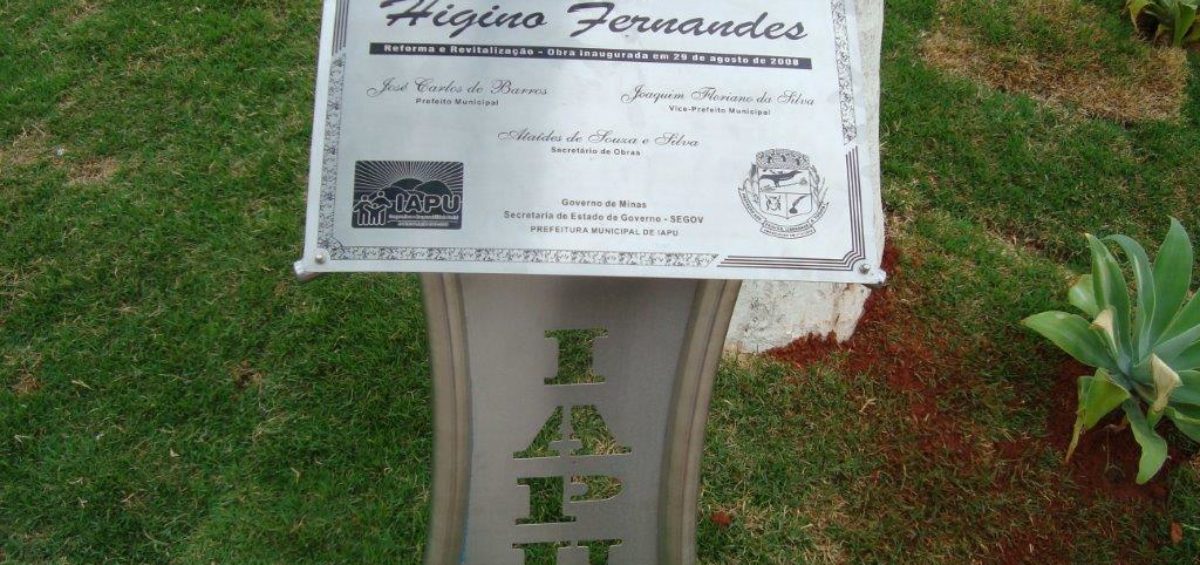 Higino Fernandes
Reforma e Revitalização - Obra inaugurada em 29 de agosto de 2008
José Carlos de Barros
Prefeito Municipal
Joaquim Floriano da Silva
Vice-Prefeito Municipal
Ataídes de Souza e Silva
Secretário de Obras
IAPU
Governo de Minas
Secretaria de Estado de Governo - SEGOV
PREFEITURA MUNICIPAL DE IAPU
I
A
P
U